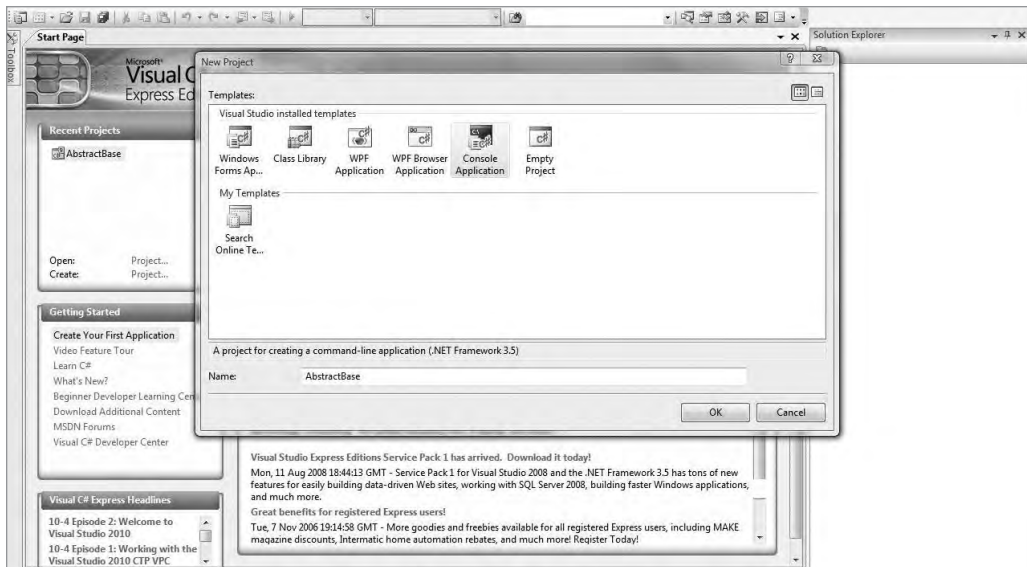 Start Page
Solution Explorer
Toolbox
Microsoft
Visual C
Express Ed
Recent Projects
AbstractBase
Open: Project...
Create: Project...
Getting Started
Create Your First Application
Video Feature Tour
Learn C#
What's New?
Beginner Developer Learning Cen
Download Additional Content
MSDN Forums
Visual C# Developer Center
Visual C# Express Headlines
10-4 Episode 2: Welcome to
Visual Studio 2010
10-4 Episode 1: Working with the
Visual Studio 2010 CTP VPC
New Project
Templates:
Visual Studio installed templates
Windows Forms Ap...
Class Library
WPF Application
WPF Browser Application
Console Application
Empty Project
My Templates
Search Online Te...
A project for creating a command-line application (.NET Framework 3.5)
Name: AbstractBase
OK Cancel
Visual Studio Express Editions Service Pack 1 has arrived. Download it today!
Mon, 11 Aug 2008 18:44:13 GMT - Service Pack 1 for Visual Studio 2008 and the .NET Framework 3.5 has tons of new
features for easily building data-driven Web sites, working with SQL Server 2008, building faster Windows applications,
and much more.
Great benefits for registered Express users!
Tue, 7 Nov 2006 19:14:58 GMT - More goodies and freebies available for all registered Express users, including MAKE
magazine discounts, Intermatic home automation rebates, and much more! Register Today!